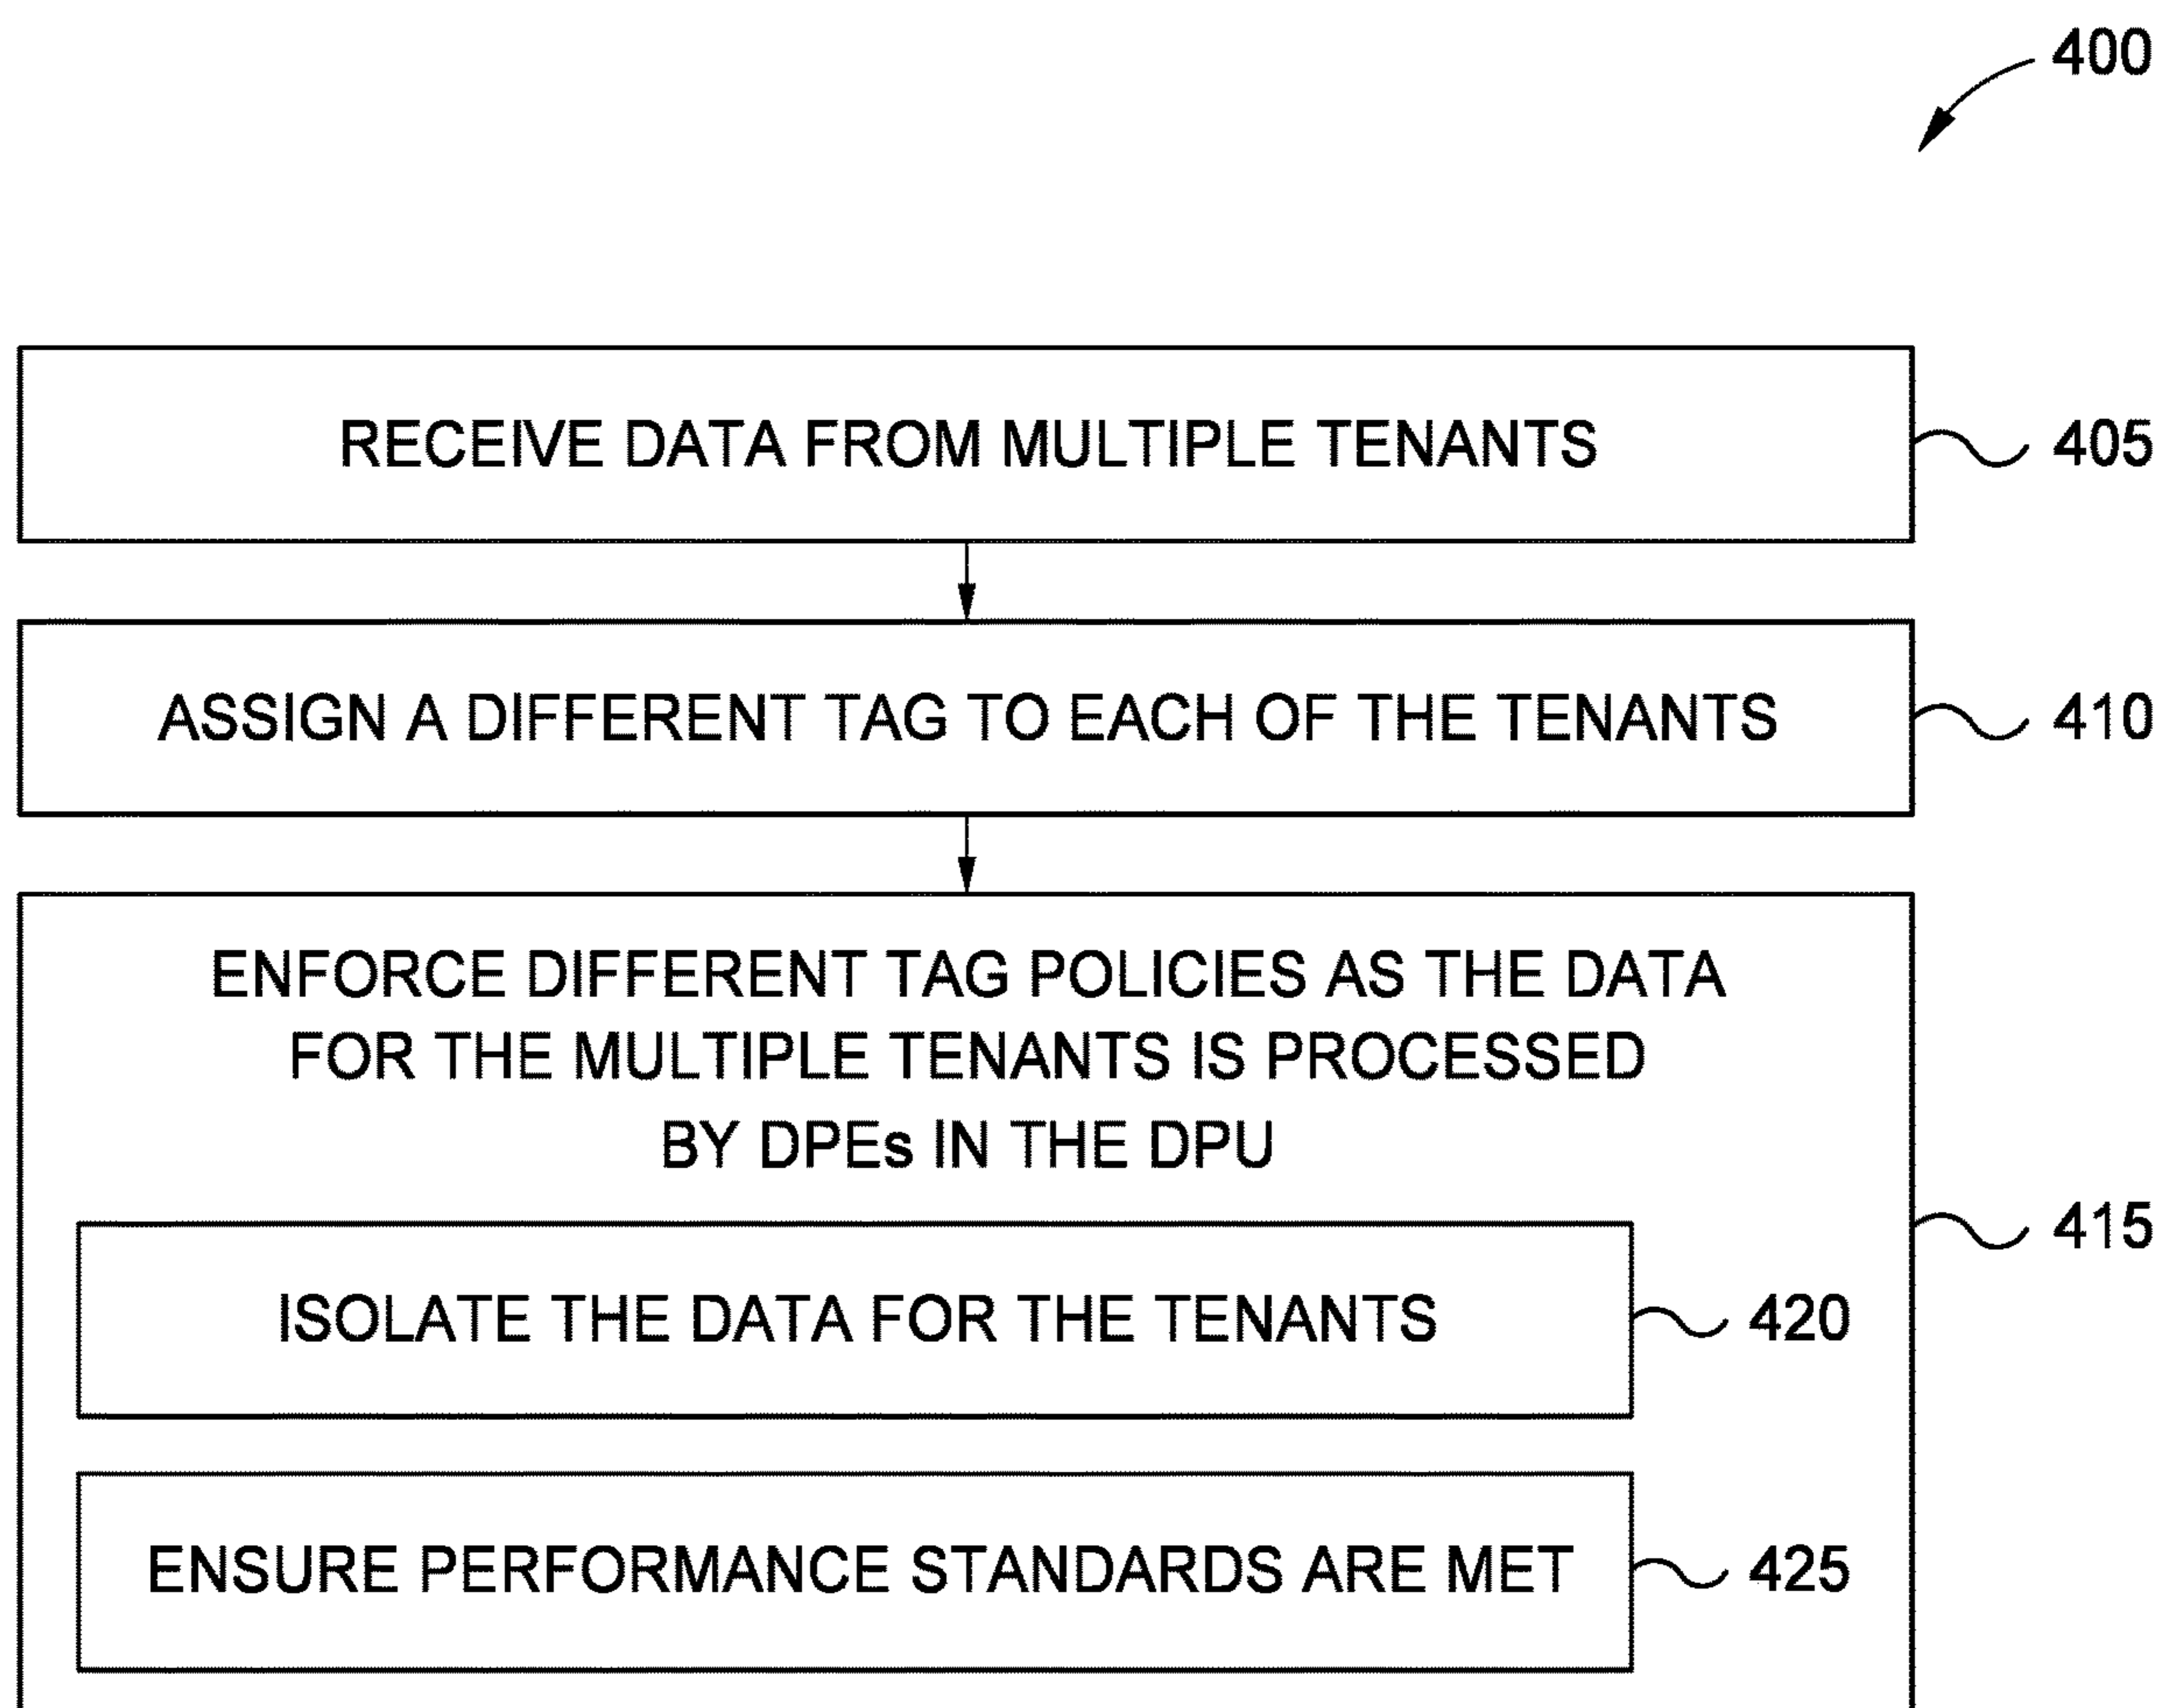 400
RECEIVE DATA FROM MULTIPLE TENANTS
405
ASSIGN A DIFFERENT TAG TO EACH OF THE TENANTS
410
ENFORCE DIFFERENT TAG POLICIES AS THE DATA
FOR THE MULTIPLE TENANTS IS PROCESSED
BY DPEs IN THE DPU
415
ISOLATE THE DATA FOR THE TENANTS
420
ENSURE PERFORMANCE STANDARDS ARE MET
425